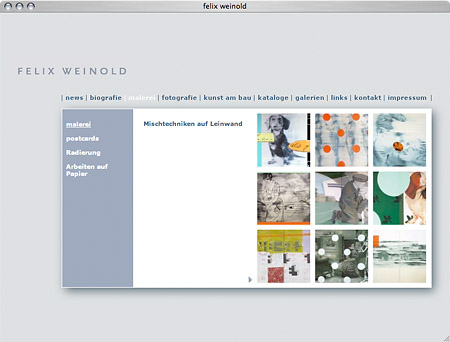 felix weinold
FELIX WEINOLD
| news | biografie | malerei | fotografie | kunst am bau | kataloge | galerien | links | kontakt | impressum |
malerei
postcards
Radierung
Arbeiten auf
Papier
Mischtechniken auf Leinwand